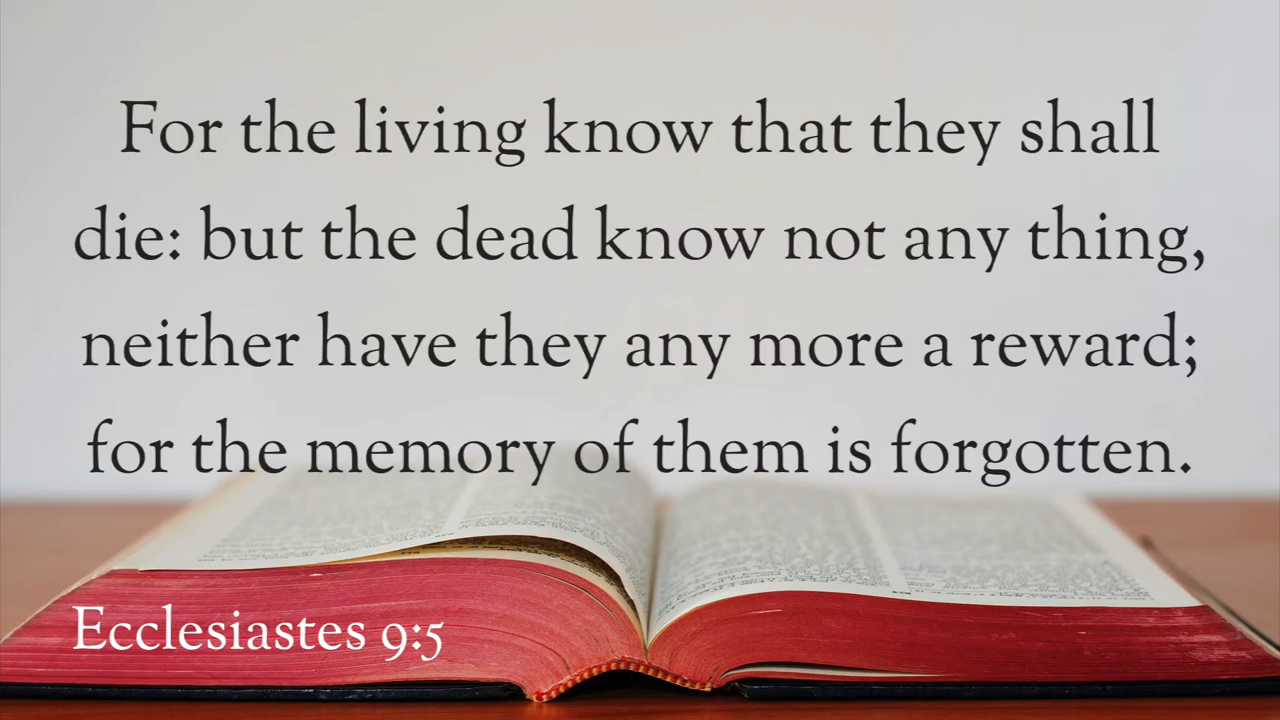 For the living know that they shall
die: but the dead know not any thing,
neither have they any more a reward;
for the memory of them is forgotten.
Ecclesiastes 9:5